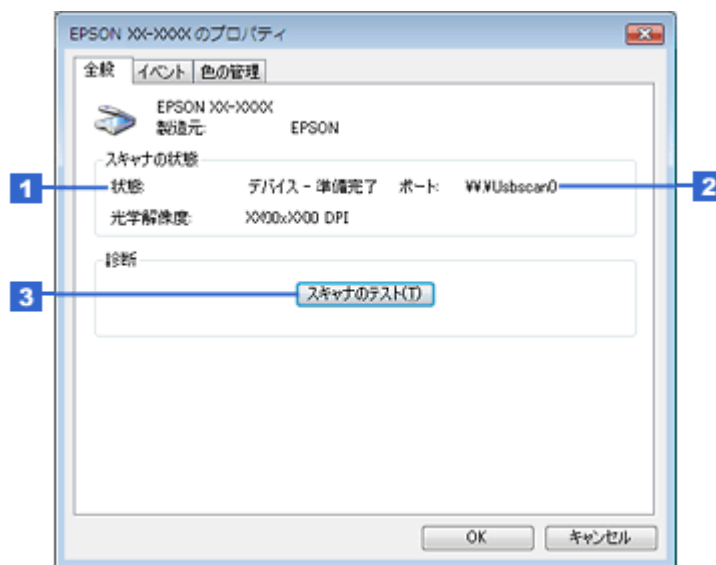 EPSON XX-XXXX のプロパティ
全般 イベント 色の管理
EPSON XX-XXXX
製造元: EPSON
スキャナの状態
1 状態: デバイス - 準備完了 ポート: ¥¥.¥Usbscan0 2
光学解像度: XX00xXX00 DPI
診断
3 スキャナのテスト(T)
OK キャンセル